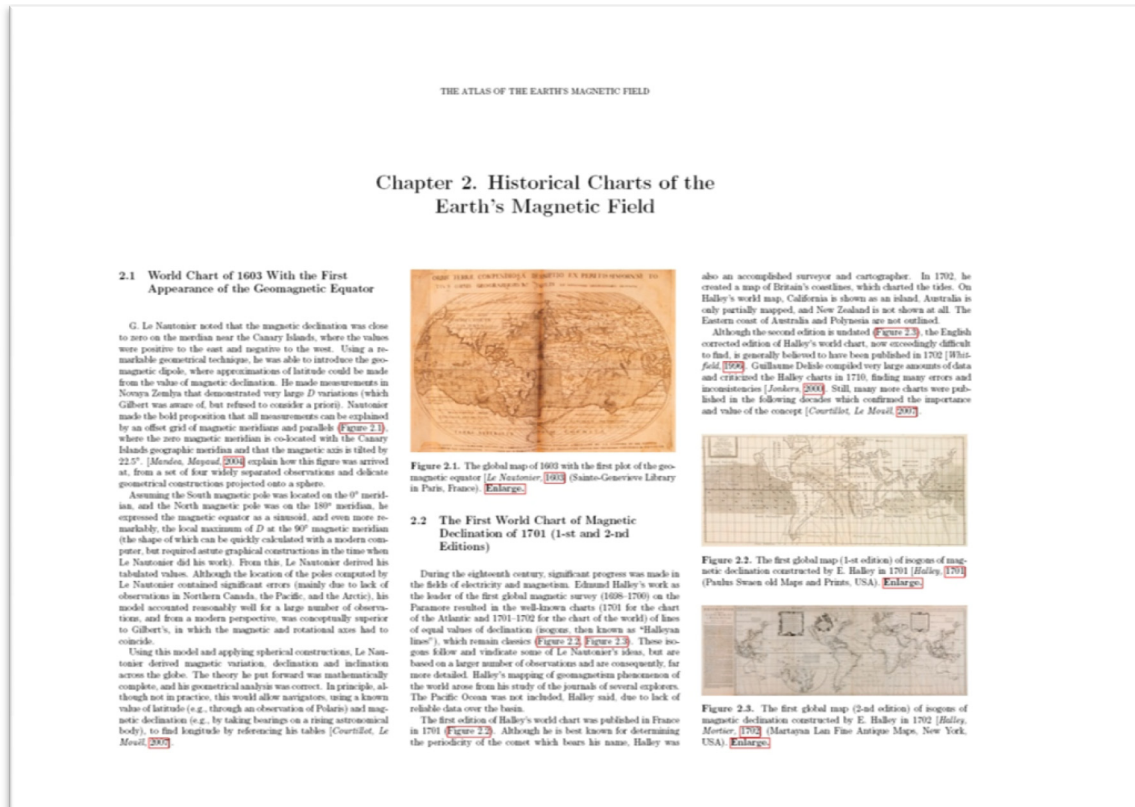 THE ATLAS OF THE EARTH'S MAGNETIC FIELD
Chapter 2. Historical Charts of the
Earth's Magnetic Field
2.1 World Chart of 1603 With the First
Appearance of the Geomagnetic Equator
G. Le Nautonier noted that the magnetic declination was close
to zero on the merdian near the Canary Islands, where the values
were positive to the east and negative to the west. Using a re-
markable geometrical technique, he was able to introduce the geo-
magnetic dipole, where approximations of latitude could be made
from the value of magnetic declination. He made measurements in
Novaya Zemlya that demonstrated very large D variations (which
Gilbert was aware of, but refused to consider a priori). Nautonier
made the bold proposition that all measurements can be explained
by an offset grid of magnetic meridians and parallels (Figure 2.1),
where the zero magnetic meridian is co-located with the Canary
Islands geographic meridian and that the magnetic axis is tilted by
22.5°. [Mandea, Mayaud, 2004] explain how this figure was arrived
at, from a set of four widely separated observations and delicate
geometrical constructions projected onto a sphere.
Assuming the South magnetic pole was located on the 0° merid-
ian, and the North magnetic pole was on the 180° meridian, he
expressed the magnetic equator as a sinusoid, and even more re-
markably, the local maximum of D at the 90° magnetic meridian
(the shape of which can be quickly calculated with a modern com-
puter, but required astute graphical constructions in the time when
Le Nautonier did his work). From this, Le Nautonier derived his
tabulated values. Although the location of the poles computed by
Le Nautonier contained significant errors (mainly due to lack of
observations in Northern Canada, the Pacific, and the Arctic), his
model accounted reasonably well for a large number of observa-
tions, and from a modern perspective, was conceptually superior
to Gilbert's, in which the magnetic and rotational axes had to
coincide.
Using this model and applying spherical constructions, Le Nau-
tonier derived magnetic variation, declination and inclination
across the globe. The theory he put forward was mathematically
complete, and his geometrical analysis was correct. In principle, al-
though not in practice, this would allow navigators, using a known
value of latitude (e.g., through an observation of Polaris) and mag-
netic declination (e.g., by taking bearings on a rising astronomical
body), to find longitude by referencing his tables [Courtillot, Le
Mouël, 2007].
Figure 2.1. The global map of 1603 with the first plot of the geo-
magnetic equator [Le Nautonier, 1603] (Sainte-Genevieve Library
in Paris, France). Enlarge.
2.2 The First World Chart of Magnetic
Declination of 1701 (1-st and 2-nd
Editions)
During the eighteenth century, significant progress was made in
the fields of electricity and magnetism. Edmund Halley's work as
the leader of the first global magnetic survey (1698–1700) on the
Paramore resulted in the well-known charts (1701 for the chart
of the Atlantic and 1701–1702 for the chart of the world) of lines
of equal values of declination (isogons, then known as "Halleyan
lines"), which remain classics (Figure 2.2, Figure 2.3). These iso-
gons follow and vindicate some of Le Nautonier's ideas, but are
based on a larger number of observations and are consequently, far
more detailed. Halley's mapping of geomagnetism phenomenon of
the world arose from his study of the journals of several explorers.
The Pacific Ocean was not included, Halley said, due to lack of
reliable data over the basin.
The first edition of Halley's world chart was published in France
in 1701 (Figure 2.2). Although he is best known for determining
the periodicity of the comet which bears his name, Halley was
also an accomplished surveyor and cartographer. In 1702, he
created a map of Britain's coastlines, which charted the tides. On
Halley's world map, California is shown as an island, Australia is
only partially mapped, and New Zealand is not shown at all. The
Eastern coast of Australia and Polynesia are not outlined.
Although the second edition is undated (Figure 2.3), the English
corrected edition of Halley's world chart, now exceedingly difficult
to find, is generally believed to have been published in 1702 [Whit-
field, 1996]. Guillaume Delisle compiled very large amounts of data
and criticized the Halley charts in 1710, finding many errors and
inconsistencies [Jonkers, 2000]. Still, many more charts were pub-
lished in the following decades which confirmed the importance
and value of the concept [Courtillot, Le Mouël, 2007].
Figure 2.2. The first global map (1-st edition) of isogons of mag-
netic declination constructed by E. Halley in 1701 [Halley, 1701]
(Paulus Swaen old Maps and Prints, USA). Enlarge.
Figure 2.3. The first global map (2-nd edition) of isogons of
magnetic declination constructed by E. Halley in 1702 [Halley,
Mortier, 1702] (Martayan Lan Fine Antique Maps, New York,
USA). Enlarge.